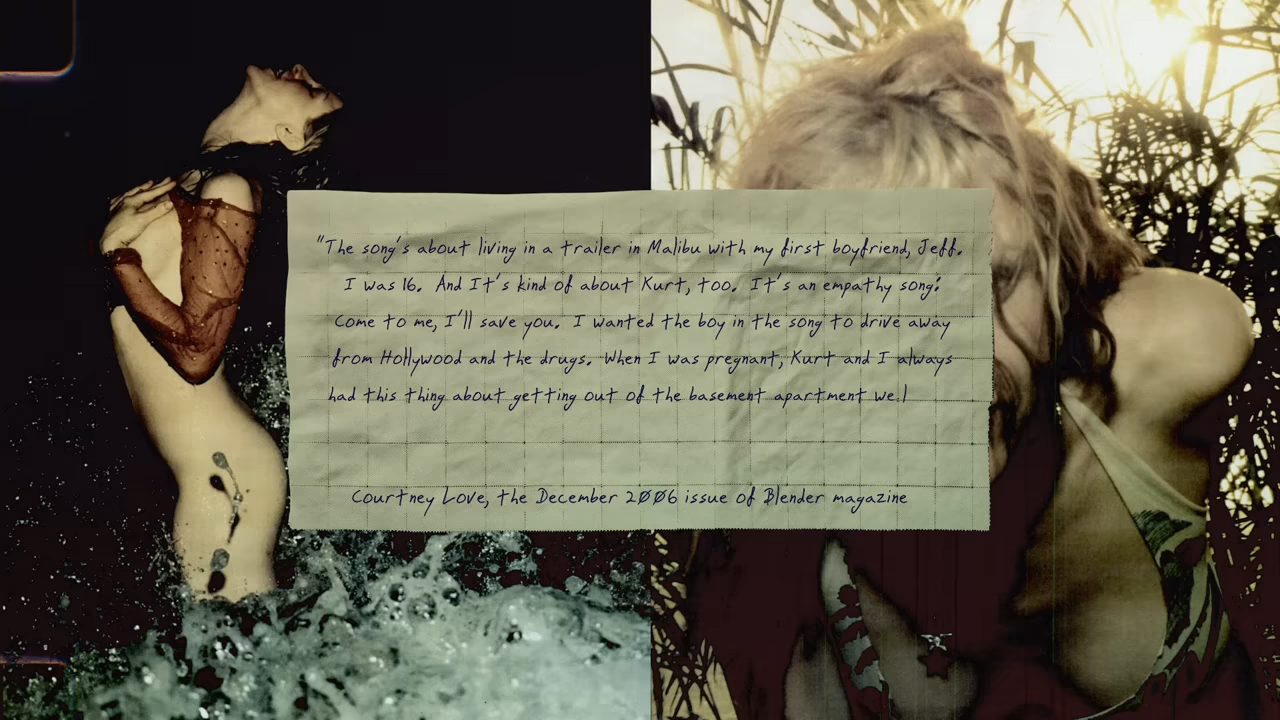 "The song's about living in a trailer in Malibu with my first boyfriend, Jeff.
I was 16. And It's kind of about Kurt, too. It's an empathy song:
Come to me, I'll save you. I wanted the boy in the song to drive away
from Hollywood and the drugs. When I was pregnant, Kurt and I always
had this thing about getting out of the basement apartment we
Courtney Love, the December 2006 issue of Blender magazine